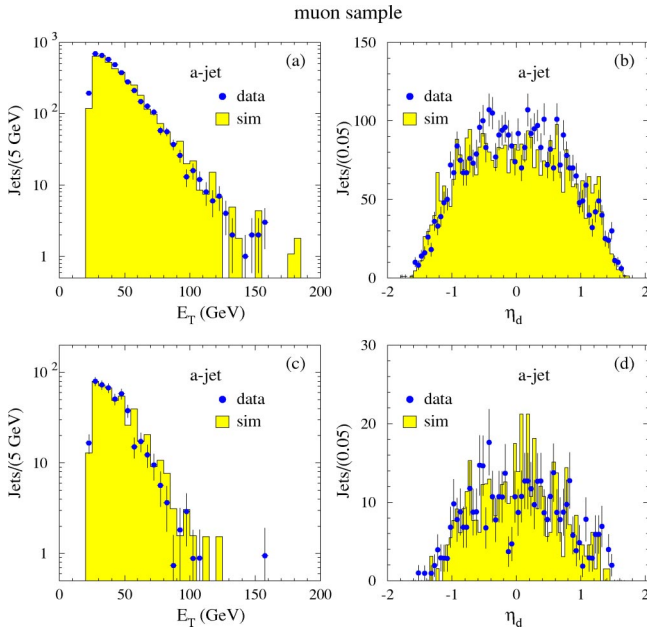 muon sample
(a)
a-jet
data
sim
Jets/(5 GeV)
10³
10²
10
1
0 50 100 150 200
E_T (GeV)
(b)
a-jet
data
sim
Jets/(0.05)
150
100
50
0
-2 -1 0 1 2
η_d
(c)
a-jet
data
sim
Jets/(5 GeV)
10²
10
1
0 50 100 150 200
E_T (GeV)
(d)
a-jet
data
sim
Jets/(0.05)
30
20
10
0
-2 -1 0 1 2
η_d